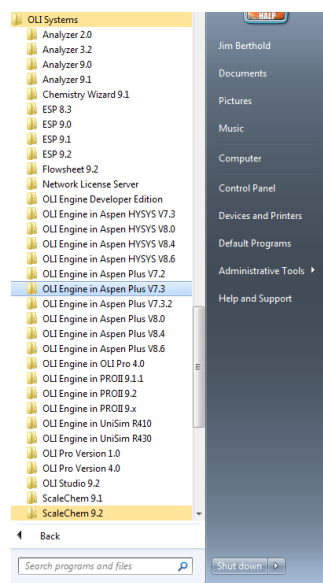 OLI Systems
Analyzer 2.0
Analyzer 3.2
Analyzer 9.0
Analyzer 9.1
Chemistry Wizard 9.1
ESP 8.3
ESP 9.0
ESP 9.1
ESP 9.2
Flowsheet 9.2
Network License Server
OLI Engine Developer Edition
OLI Engine in Aspen HYSYS V7.3
OLI Engine in Aspen HYSYS V8.0
OLI Engine in Aspen HYSYS V8.4
OLI Engine in Aspen HYSYS V8.6
OLI Engine in Aspen Plus V7.2
OLI Engine in Aspen Plus V7.3
OLI Engine in Aspen Plus V7.3.2
OLI Engine in Aspen Plus V8.0
OLI Engine in Aspen Plus V8.4
OLI Engine in Aspen Plus V8.6
OLI Engine in OLI Pro 4.0
OLI Engine in PROII 9.1.1
OLI Engine in PROII 9.2
OLI Engine in PROII 9.x
OLI Engine in UniSim R410
OLI Engine in UniSim R430
OLI Pro Version 1.0
OLI Pro Version 4.0
OLI Studio 9.2
ScaleChem 9.1
ScaleChem 9.2
Back
Search programs and files
HALP
Jim Berthold
Documents
Pictures
Music
Computer
Control Panel
Devices and Printers
Default Programs
Administrative Tools
Help and Support
Shut down